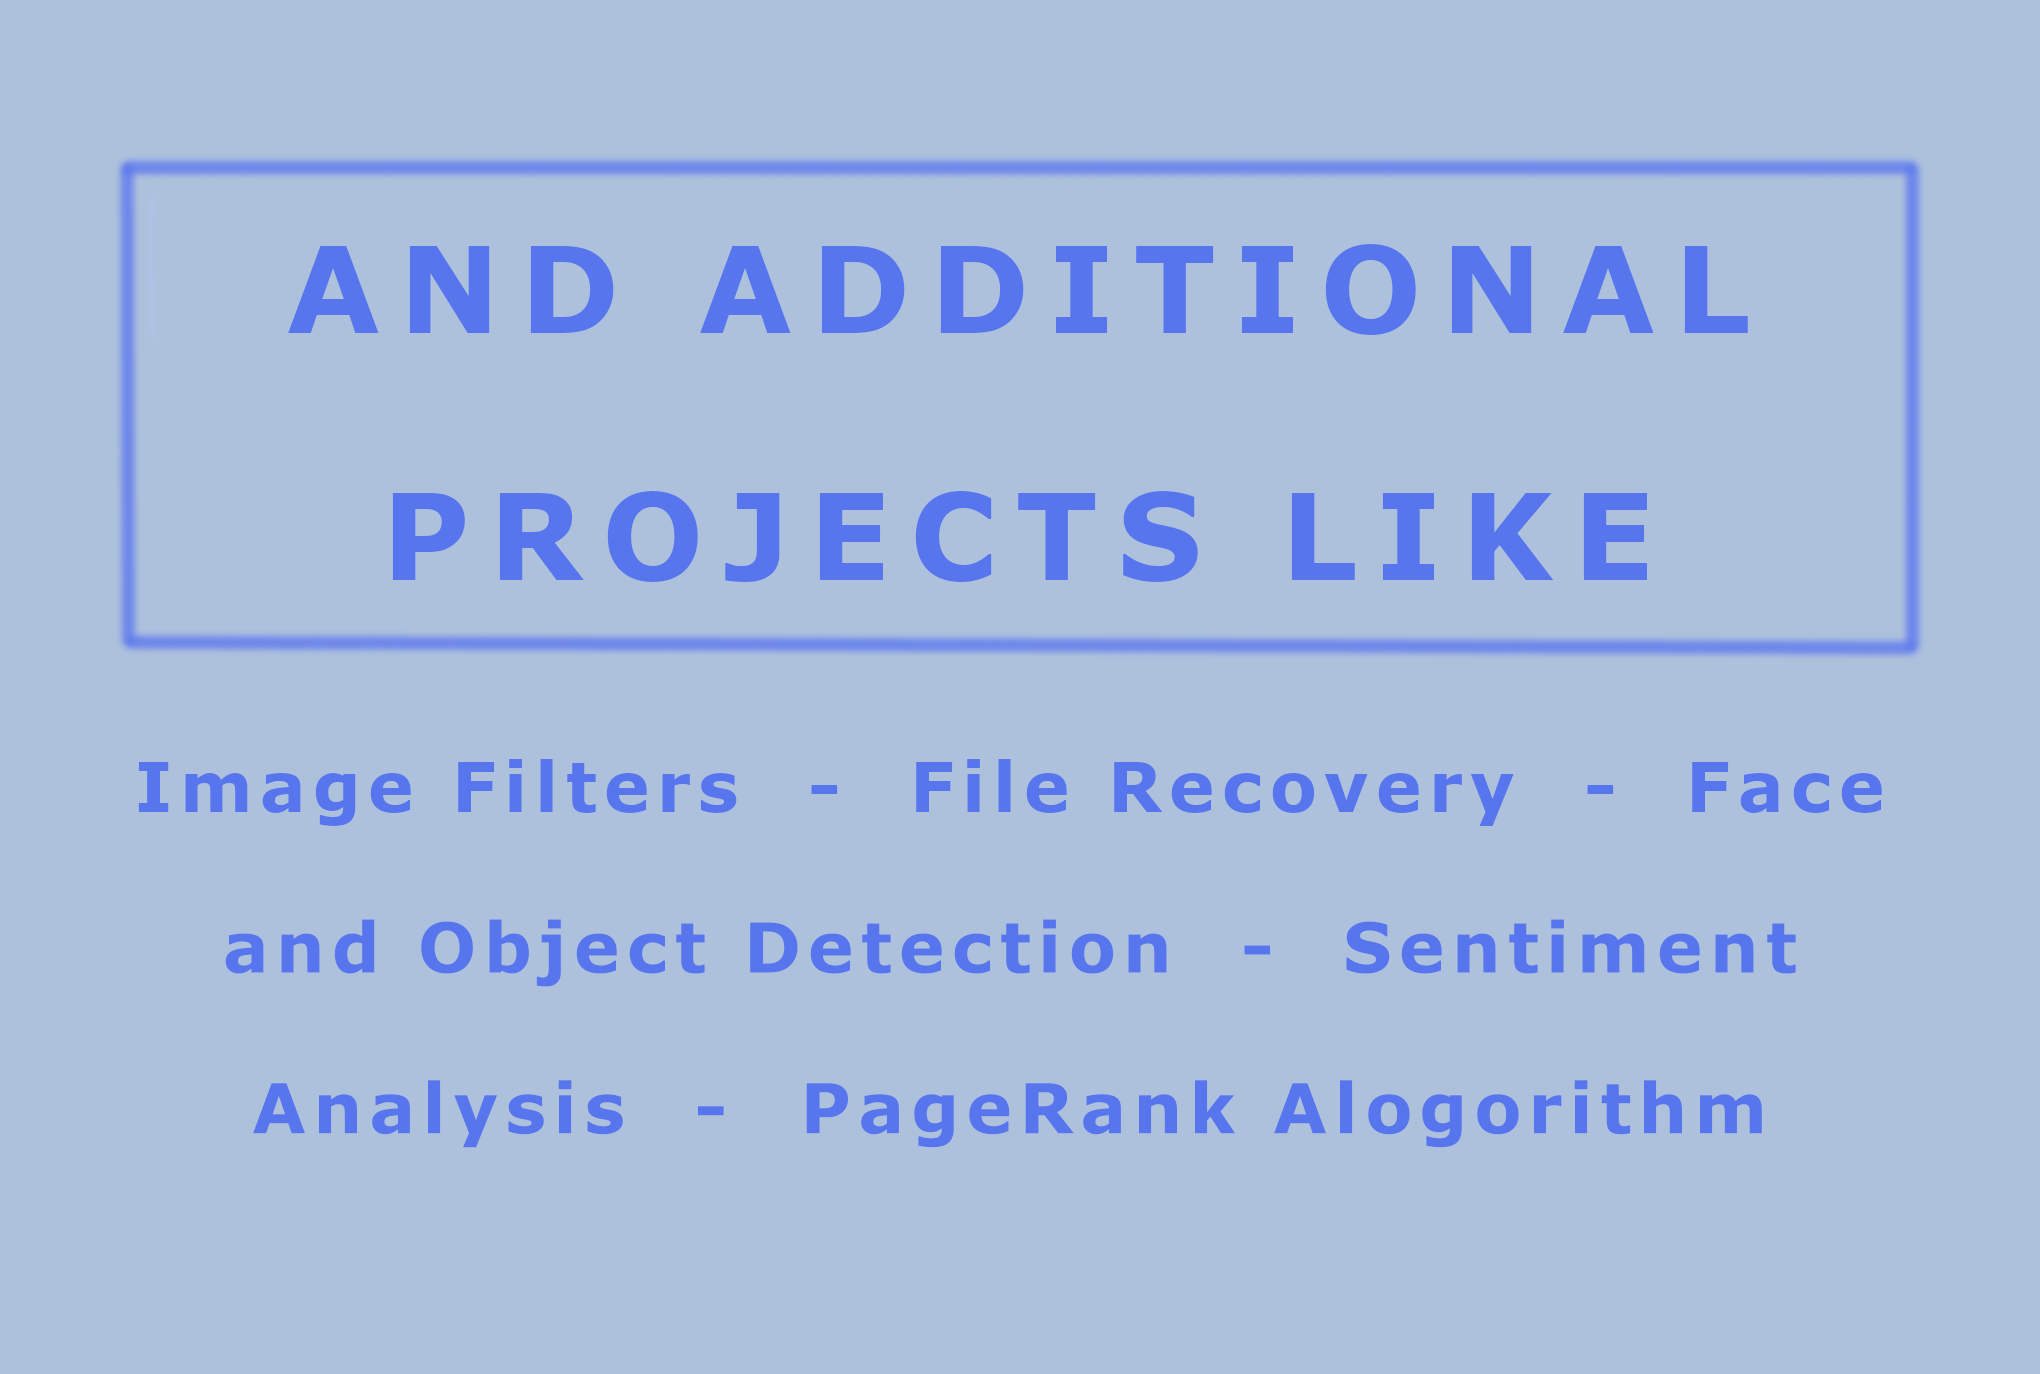 AND ADDITIONAL
PROJECTS LIKE
Image Filters - File Recovery - Face
and Object Detection - Sentiment
Analysis - PageRank Alogorithm